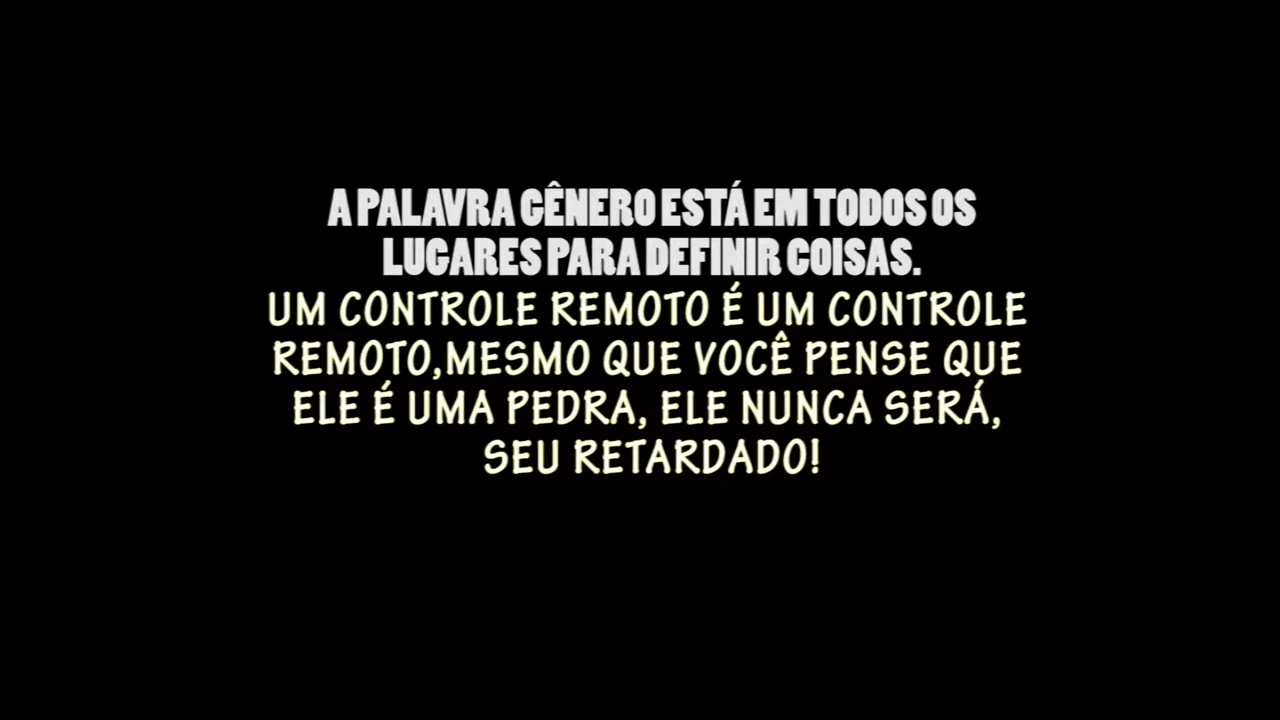 A PALAVRA GÊNERO ESTÁ EM TODOS OS
LUGARES PARA DEFINIR COISAS.
UM CONTROLE REMOTO É UM CONTROLE
REMOTO,MESMO QUE VOCÊ PENSE QUE
ELE É UMA PEDRA, ELE NUNCA SERÁ,
SEU RETARDADO!